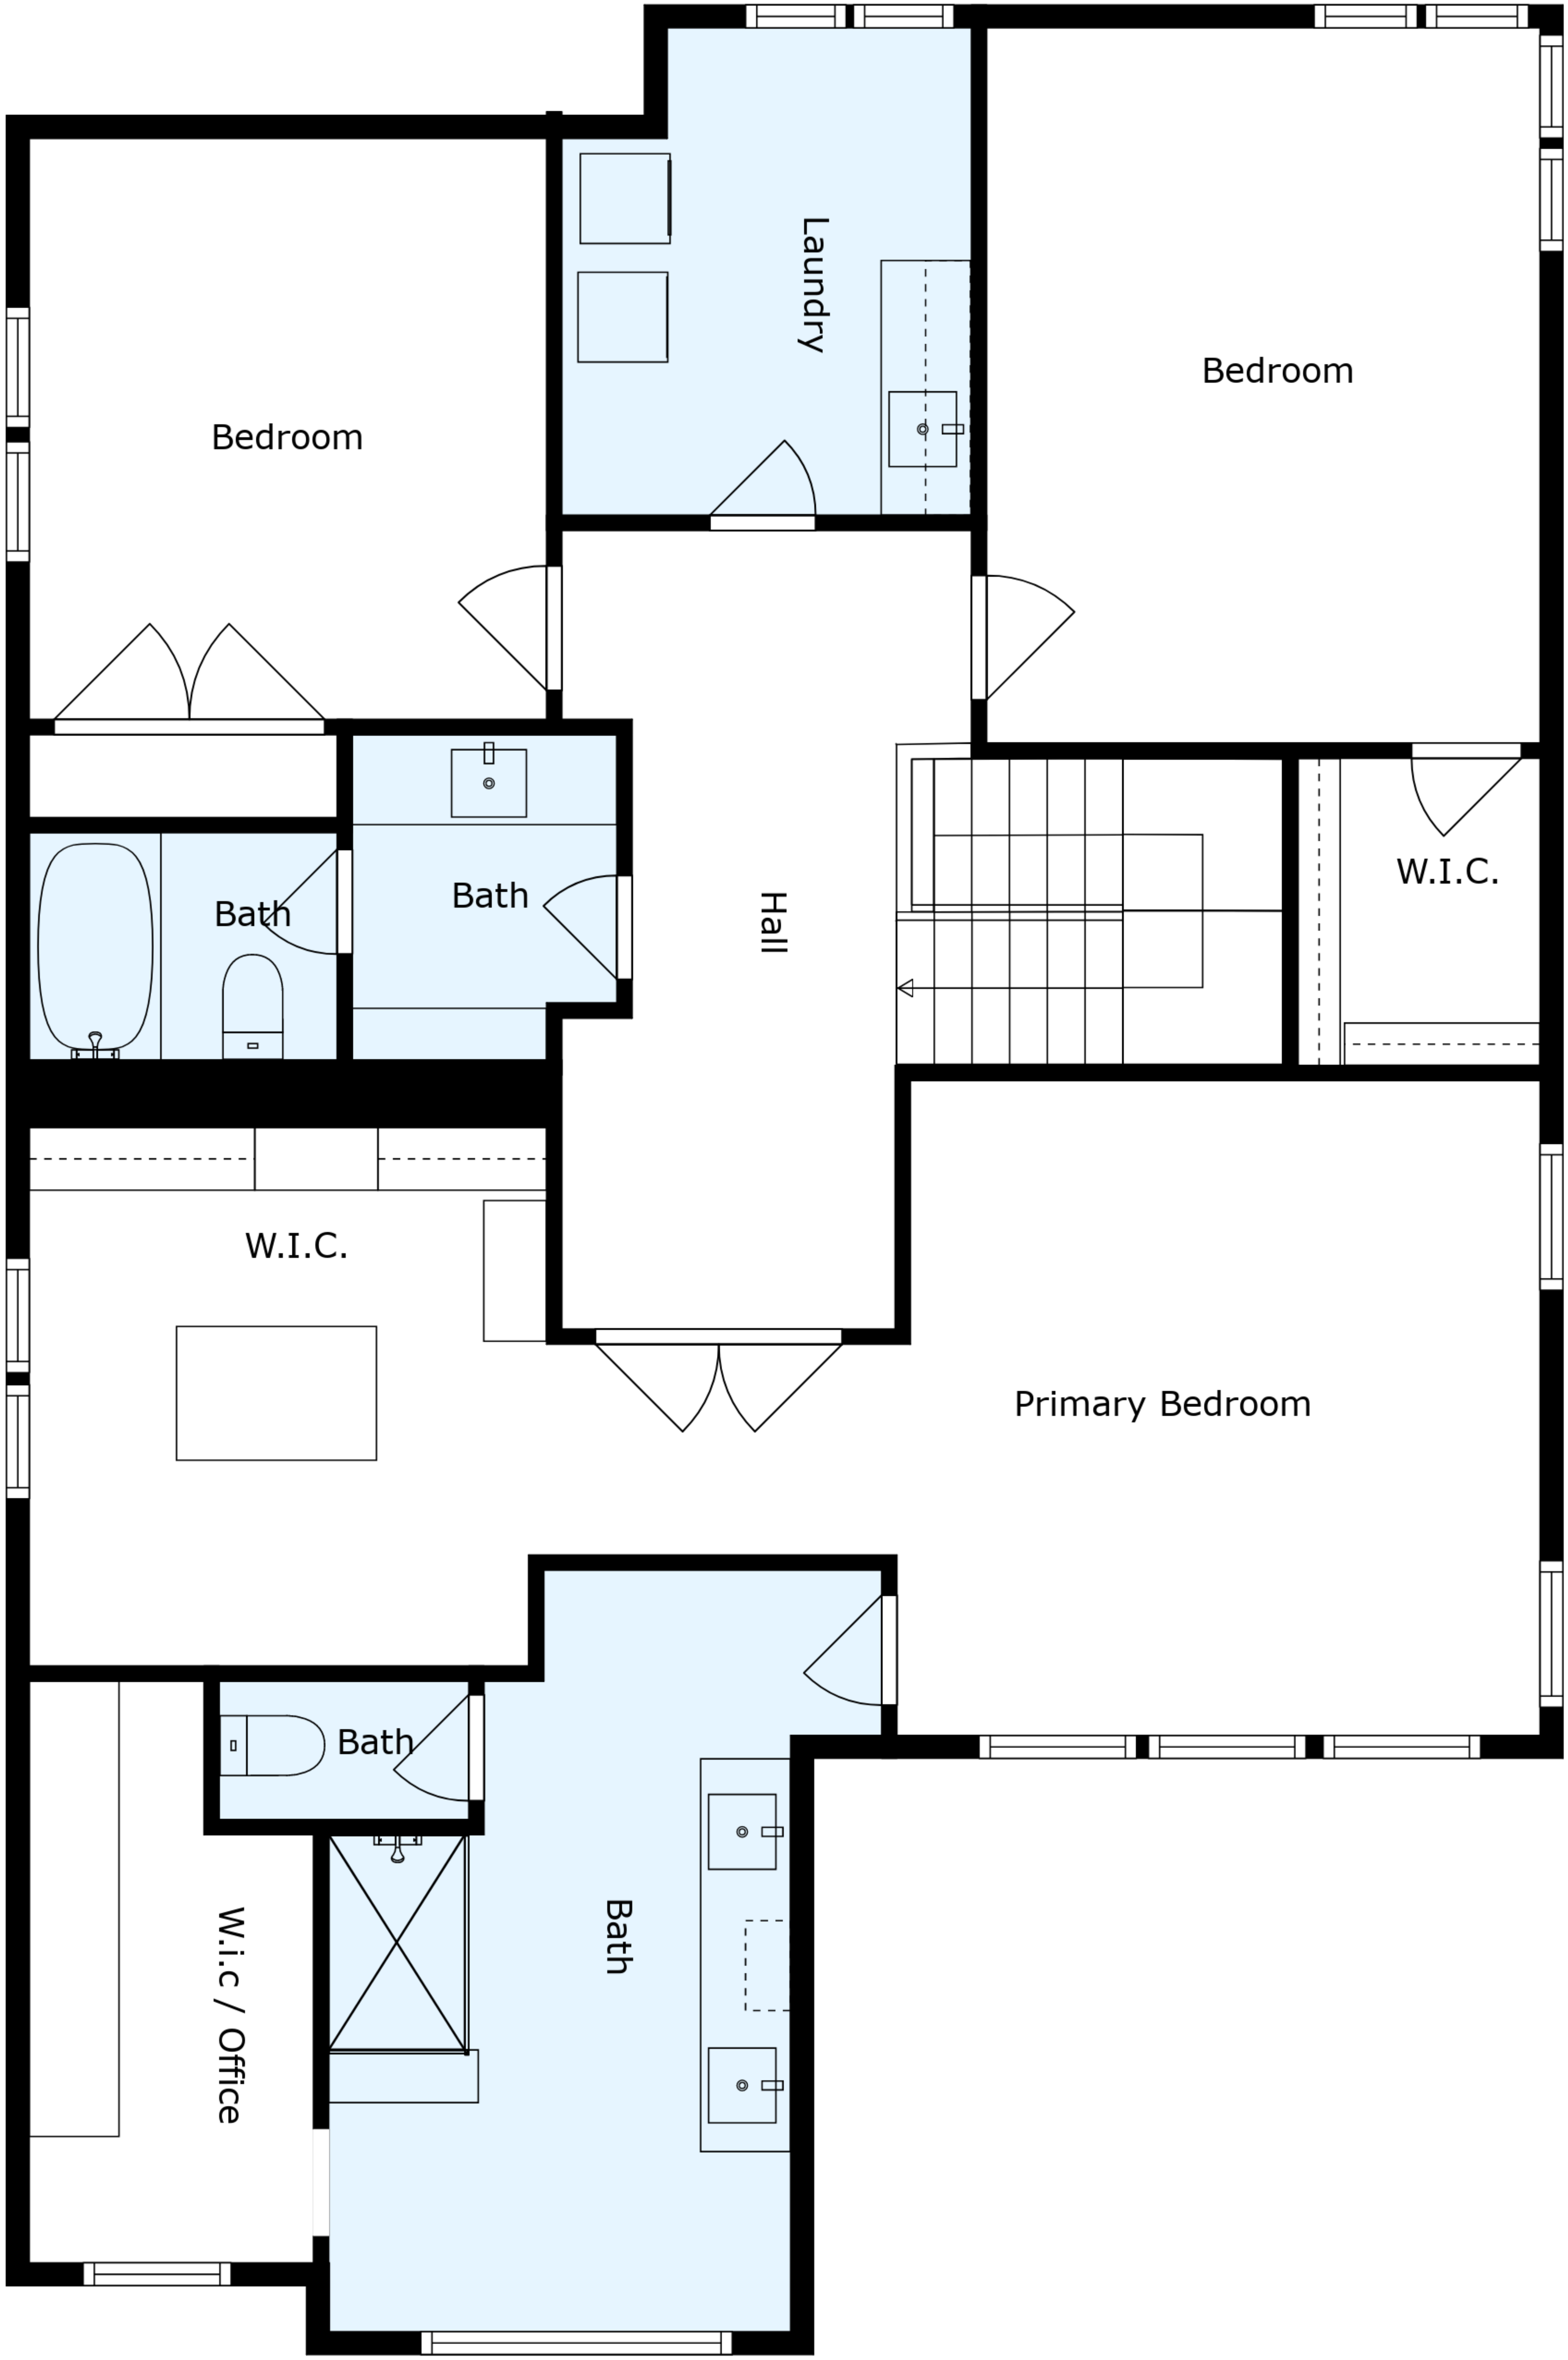 Laundry
Bedroom
Bedroom
W.I.C.
Bath
Bath
Hall
W.I.C.
Primary Bedroom
Bath
W.i.c / Office
Bath